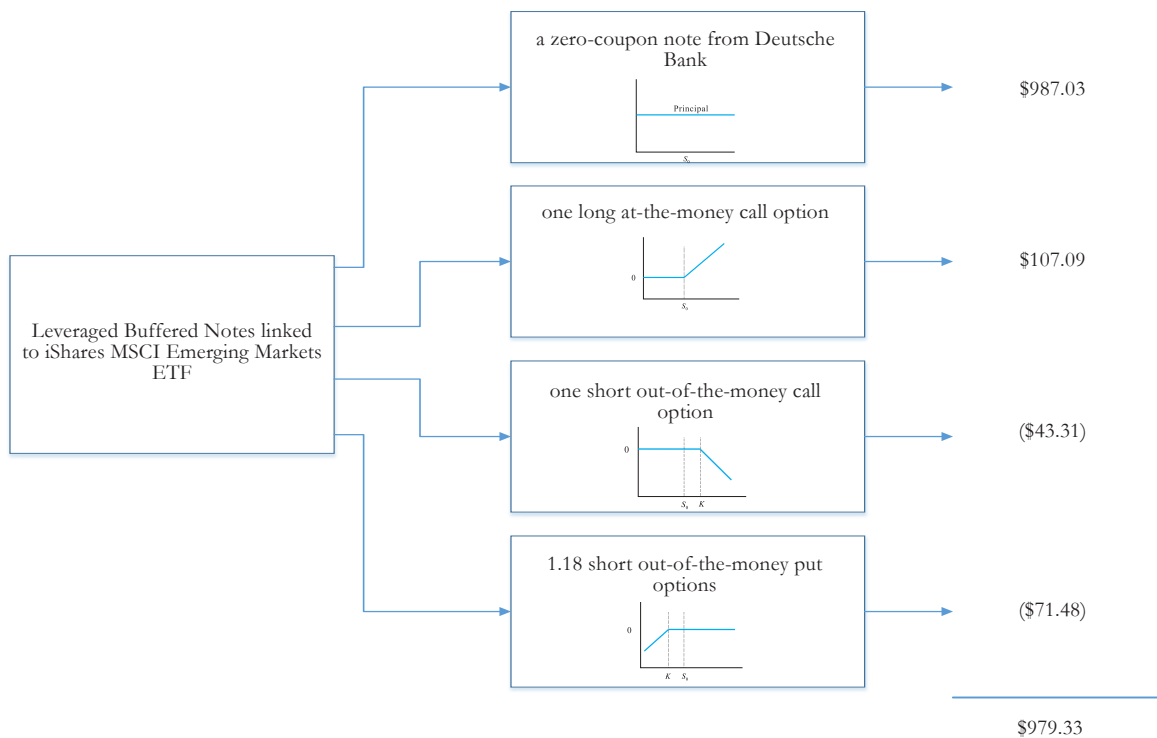 a zero-coupon note from Deutsche
Bank
Principal
S₀
$987.03
one long at-the-money call option
0
S₀
$107.09
Leveraged Buffered Notes linked
to iShares MSCI Emerging Markets
ETF
one short out-of-the-money call
option
0
S₀ K
($43.31)
1.18 short out-of-the-money put
options
0
K S₀
($71.48)
$979.33